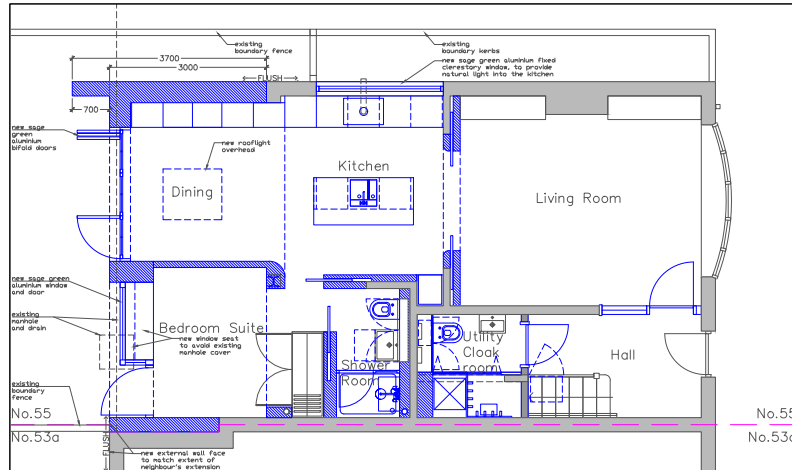 existing
boundary fence
existing
boundary kerbs
3700
new sage green aluminium fixed
clerestory window, to provide
natural light into the kitchen
3000
FLUSH
700
new sage
green
aluminium
bifold doors
new rooflight
overhead
Kitchen
Dining
Living Room
new sage green
aluminium window
and door
existing
manhole
and drain
Bedroom Suite
new window seat
to avoid existing
manhole cover
Utility
Cloak
room
Hall
Shower
Room
existing
boundary
fence
No.55
No.55
No.53a
No.53a
FLUSH
new external wall face
to match extent of
neighbour's extension